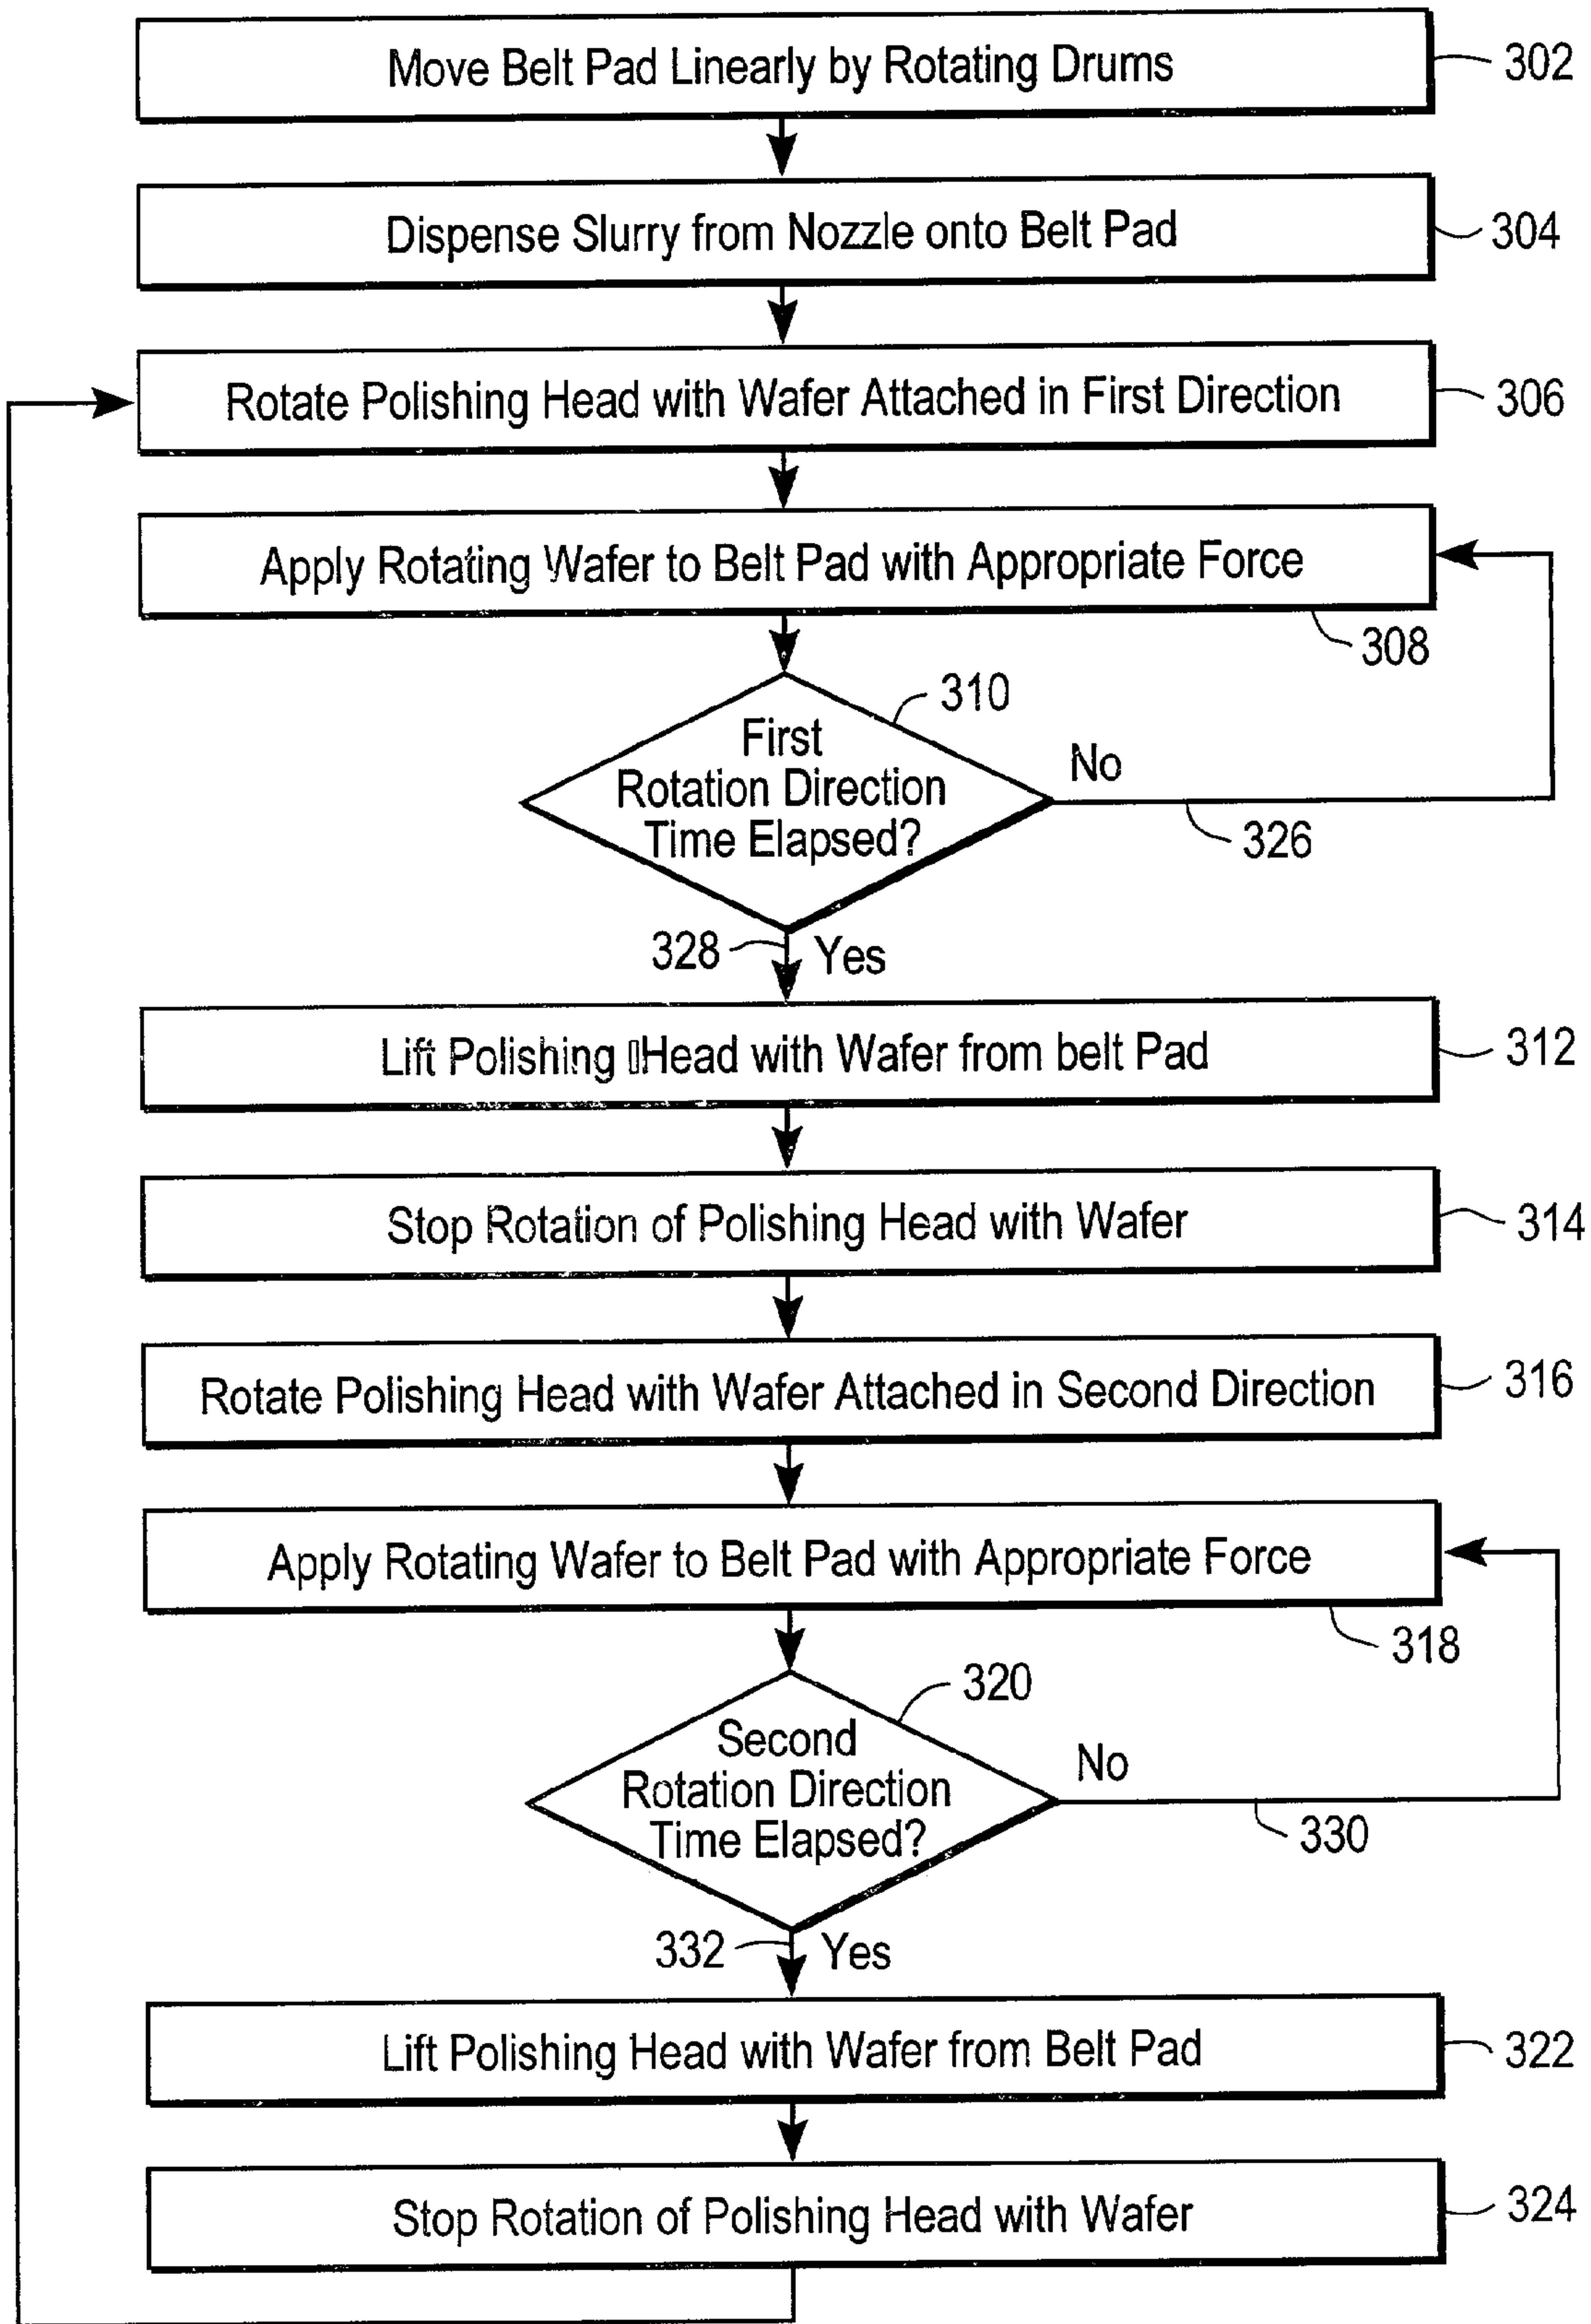 Move Belt Pad Linearly by Rotating Drums
302
Dispense Slurry from Nozzle onto Belt Pad
304
Rotate Polishing Head with Wafer Attached in First Direction
306
Apply Rotating Wafer to Belt Pad with Appropriate Force
308
310
First
Rotation Direction
Time Elapsed?
No
326
328
Yes
Lift Polishing Head with Wafer from belt Pad
312
Stop Rotation of Polishing Head with Wafer
314
Rotate Polishing Head with Wafer Attached in Second Direction
316
Apply Rotating Wafer to Belt Pad with Appropriate Force
318
320
Second
Rotation Direction
Time Elapsed?
No
330
332
Yes
Lift Polishing Head with Wafer from Belt Pad
322
Stop Rotation of Polishing Head with Wafer
324